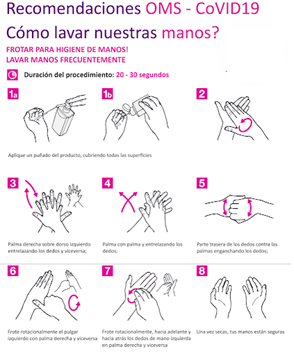 Recomendaciones OMS - CoVID19
Cómo lavar nuestras manos?
FROTAR PARA HIGIENE DE MANOS!
LAVAR MANOS FRECUENTEMENTE
Duración del procedimiento: 20 - 30 segundos
1a
1b
2
Aplique un puñado del producto, cubriendo todas las superficies
3
4
5
Palma derecha sobre dorso izquierdo
entrelazando los dedos y viceversa;
Palma con palma y entrelazando los
dedos;
Parte trasera de los dedos contra las
palmas enganchando los dedos;
6
7
8
Frote rotacionalmente el pulgar
izquierdo con palma derecha y viceversa
Frote rotacionalmente, hacia adelante y
hacia atrás los dedos de mano izquierda
en palma derecha y viceversa
Una vez secas, tus manos están seguras